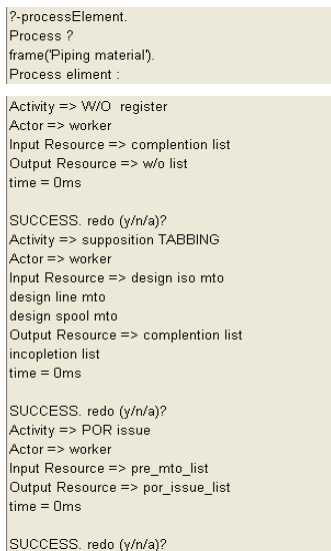 ?-processElement.
Process ?
frame('Piping material').
Process eliment :
Activity => W/O register
Actor => worker
Input Resource => complention list
Output Resource => w/o list
time = 0ms
SUCCESS. redo (y/n/a)?
Activity => supposition TABBING
Actor => worker
Input Resource => design iso mto
design line mto
design spool mto
Output Resource => complention list
incopletion list
time = 0ms
SUCCESS. redo (y/n/a)?
Activity => POR issue
Actor => worker
Input Resource => pre_mto_list
Output Resource => por_issue_list
time = 0ms
SUCCESS. redo (y/n/a)?